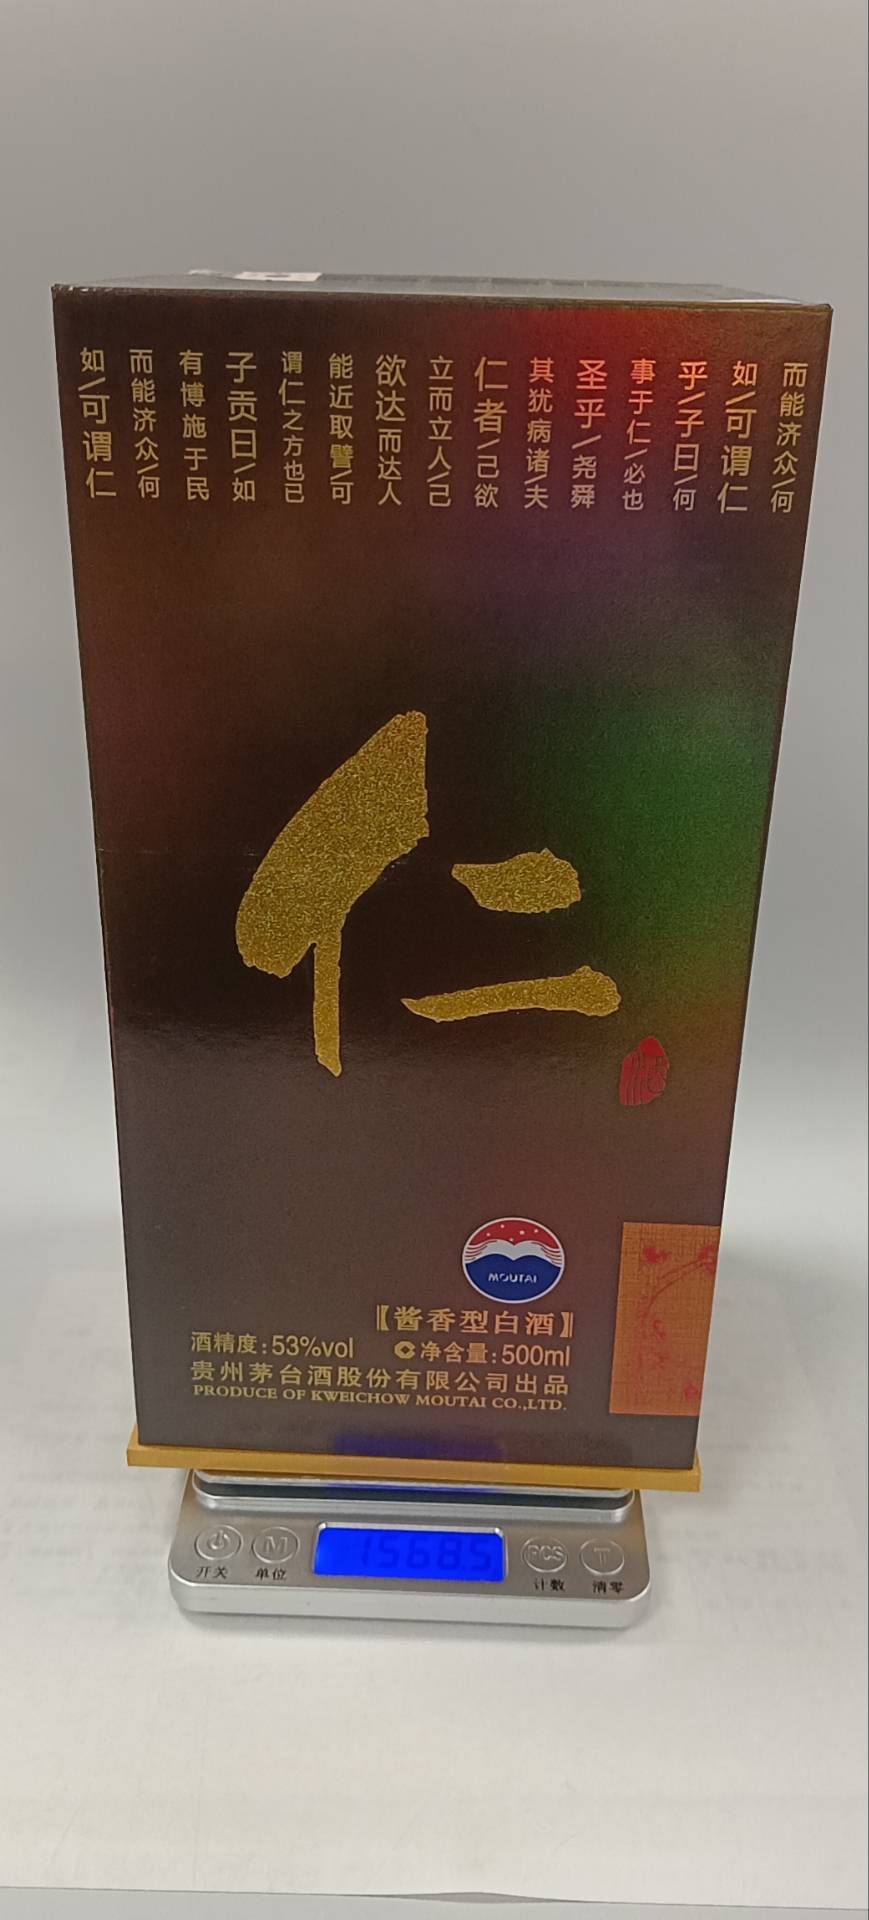 而能济众/何
如/可谓仁
乎/子曰/何
事于仁/必也
圣乎/尧舜
其犹病诸/夫
仁者/己欲
立而立人/己
欲达而达人
能近取譬/可
谓仁之方也已
子贡曰/如
有博施于民
而能济众/何
如/可谓仁
仁
酒
MOUTAI
【酱香型白酒】
酒精度:53%vol 净含量:500ml
贵州茅台酒股份有限公司出品
PRODUCE OF KWEICHOW MOUTAI CO.,LTD.
M 1568.5 PCS T
开关 单位 计数 清零